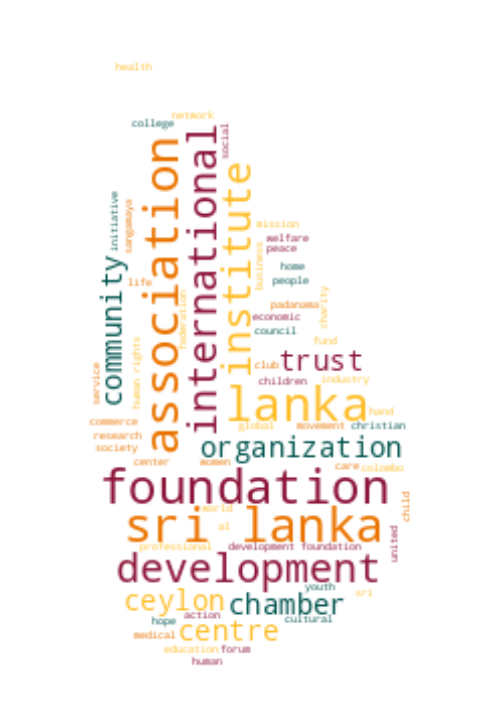 health
network
college
social
association
international
institute
initiative
sangamaya
mission
welfare
peace
business
home
people
community
life
federation
charity
padanama
economic
council
human rights
fund
trust
club
children
industry
service
lanka
hand
commerce
global
movement
christian
research
society
organization
center
women
care
colombo
foundation
child
world
sri lanka
al
united
professional
development foundation
development
youth
sri
ceylon
chamber
action
cultural
hope
centre
medical
education
forum
human